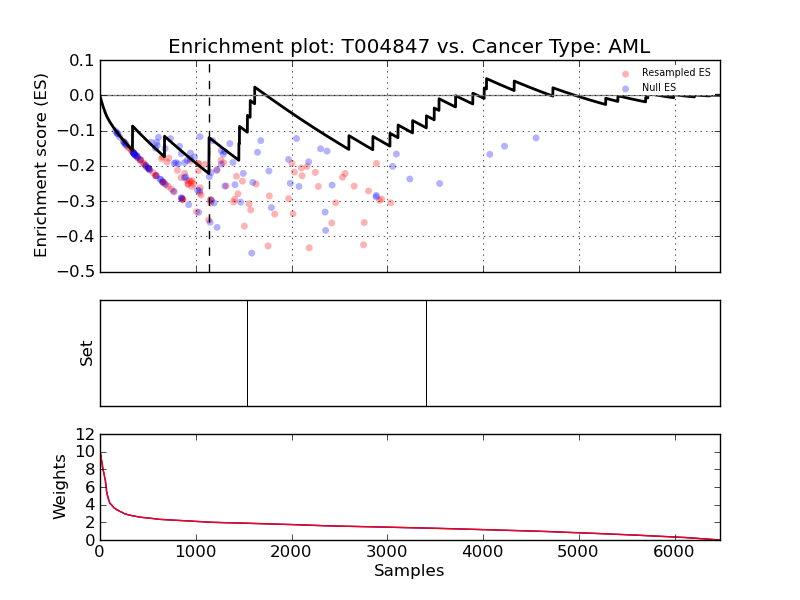 Enrichment plot: T004847 vs. Cancer Type: AML
Enrichment score (ES)
0.1
0.0
−0.1
−0.2
−0.3
−0.4
−0.5
Resampled ES
Null ES
Set
Weights
12
10
8
6
4
2
0
0 1000 2000 3000 4000 5000 6000
Samples